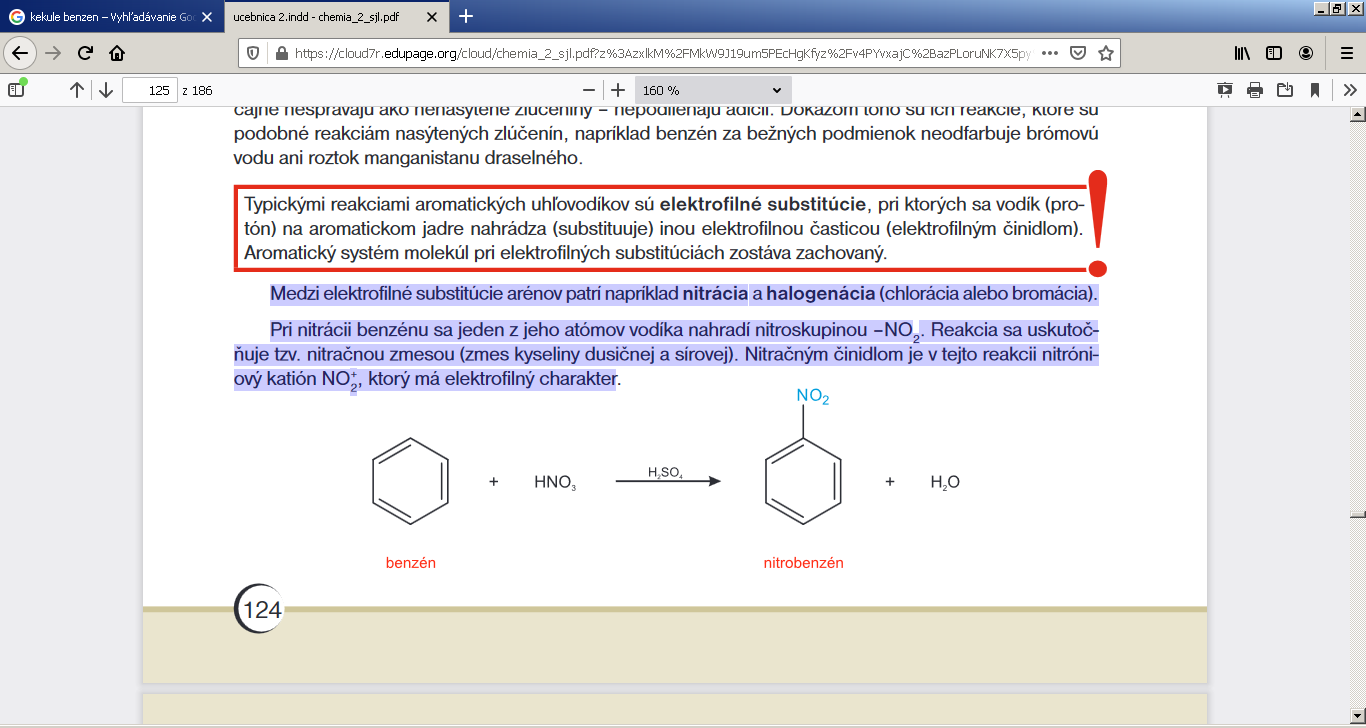 kekule benzen – Vyhľadávanie Goo
ucebnica 2.indd - chemia_2_sjl.pdf
https://cloud7r.edupage.org/cloud/chemia_2_sjl.pdf?z%3AzxlkM%2FMkW9J19um5PEcHgKfyz%2Fv4PYvxajC%2BazPLoruNK7X5py
125 z 186
160 %
čajne nesprávajú ako nenasýtené zlúčeniny – nepodliehajú adícií. Dôkazom toho sú ich reakcie, ktoré sú
podobné reakciám nasýtených zlúčenín, napríklad benzén za bežných podmienok neodfarbuje brómovú
vodu ani roztok manganistanu draselného.
Typickými reakciami aromatických uhľovodíkov sú elektrofilné substitúcie, pri ktorých sa vodík (pro-
tón) na aromatickom jadre nahrádza (substituuje) inou elektrofilnou časticou (elektrofilným činidlom).
Aromatický systém molekúl pri elektrofilných substitúciách zostáva zachovaný.
Medzi elektrofilné substitúcie arénov patrí napríklad nitrácia a halogenácia (chlorácia alebo bromácia).
Pri nitrácii benzénu sa jeden z jeho atómov vodíka nahradí nitroskupinou –NO₂. Reakcia sa uskutoč-
ňuje tzv. nitračnou zmesou (zmes kyseliny dusičnej a sírovej). Nitračným činidlom je v tejto reakcii nitróni-
ový katión NO₂⁺, ktorý má elektrofilný charakter.
NO₂
+ HNO₃ H₂SO₄ + H₂O
benzén nitrobenzén
124